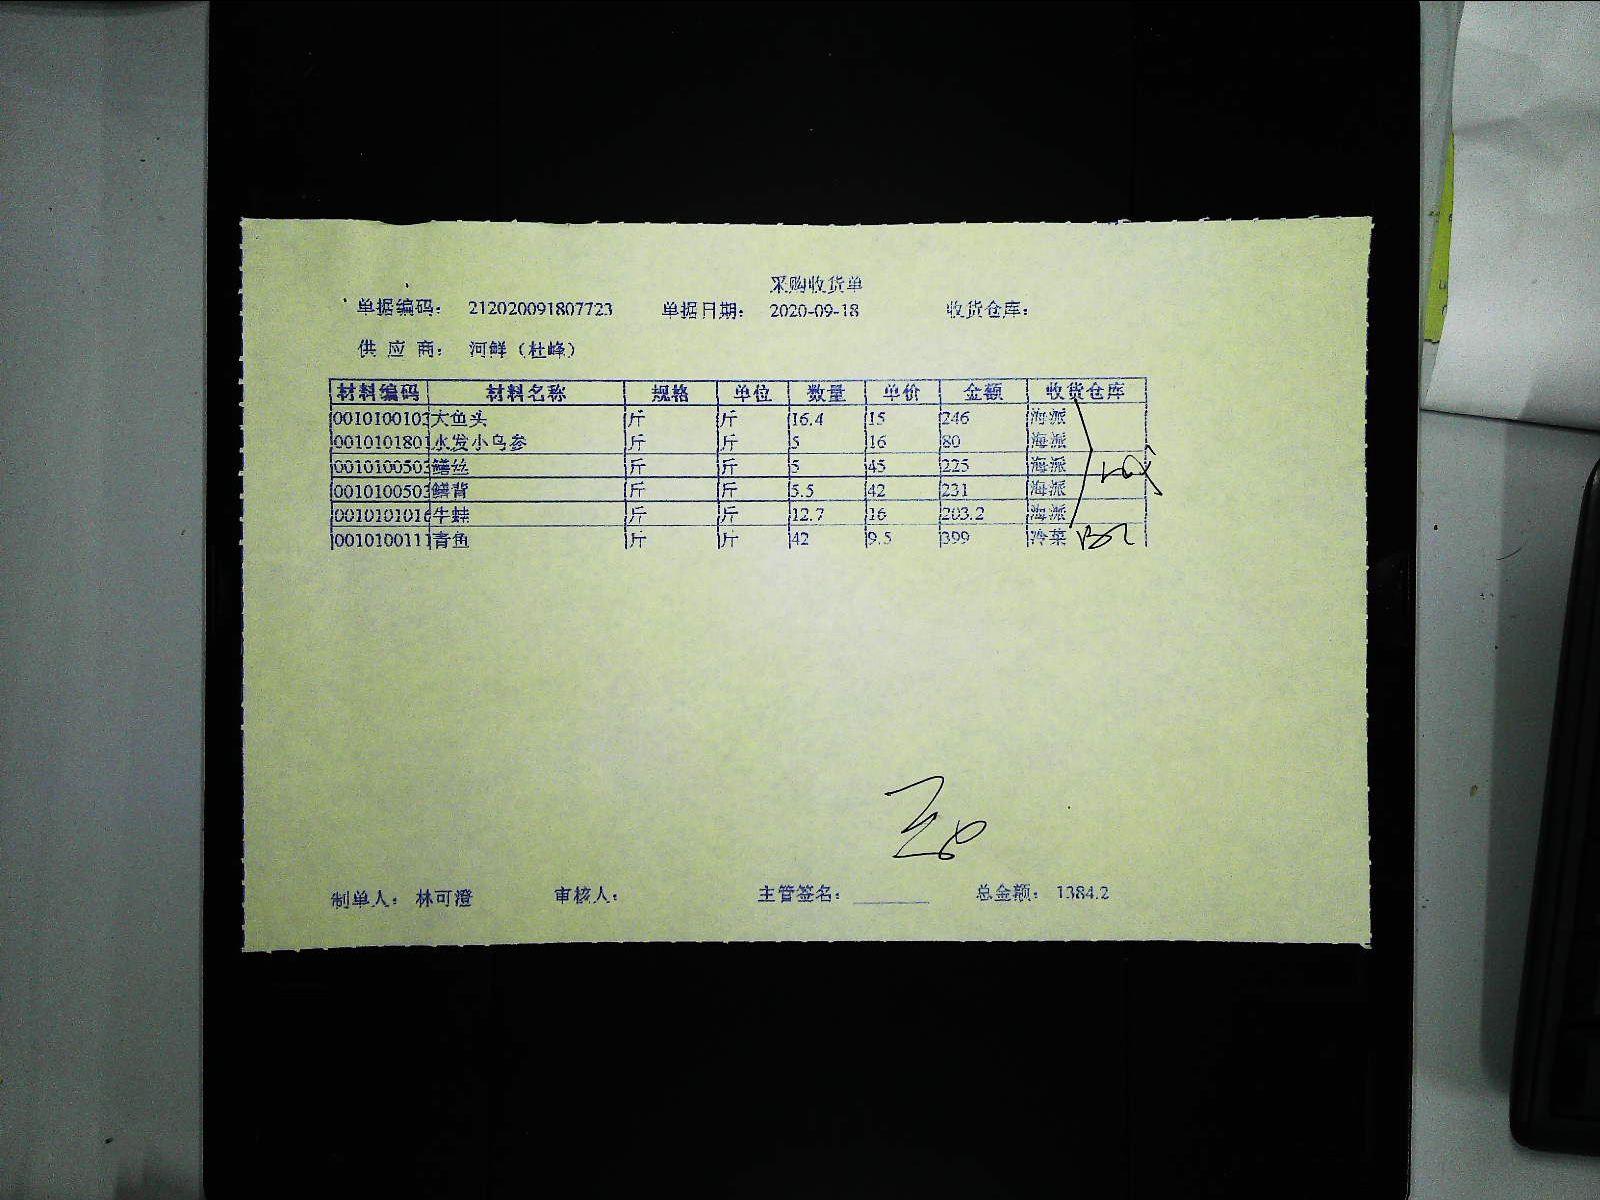 采购收货单
单据编码： 212020091807723 单据日期： 2020-09-18 收货仓库：
供 应 商： 河鲜（杜峰）
材料编码 材料名称 规格 单位 数量 单价 金额 收货仓库
0010100103 大鱼头 斤 斤 16.4 15 246 海派
0010101801 水发小乌参 斤 斤 5 16 80 海派
0010100503 鳝丝 斤 斤 5 45 225 海派
0010100503 鳝背 斤 斤 5.5 42 231 海派
0010101016 牛蛙 斤 斤 12.7 16 203.2 海派
0010100111 青鱼 斤 斤 42 9.5 399 冷菜
制单人： 林可澄 审核人： 主管签名： 总金额： 1384.2